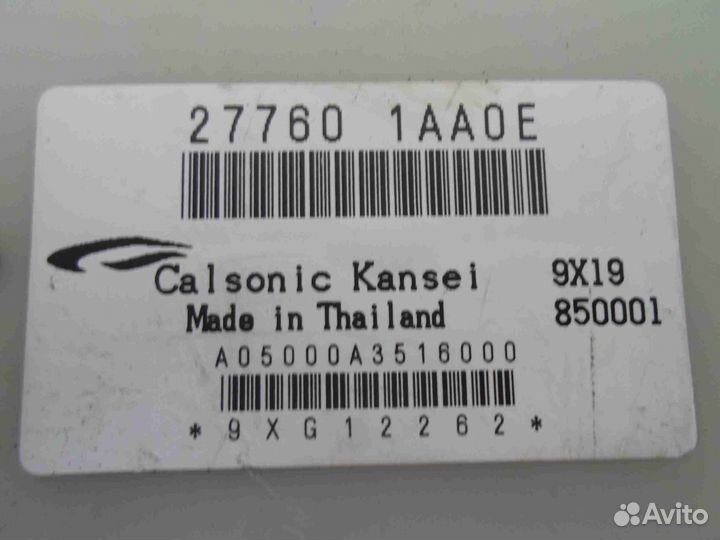 27760 1AA0E
Calsonic Kansei 9X19
Made in Thailand 850001
A05000A3516000
*9XG12262*
Avito